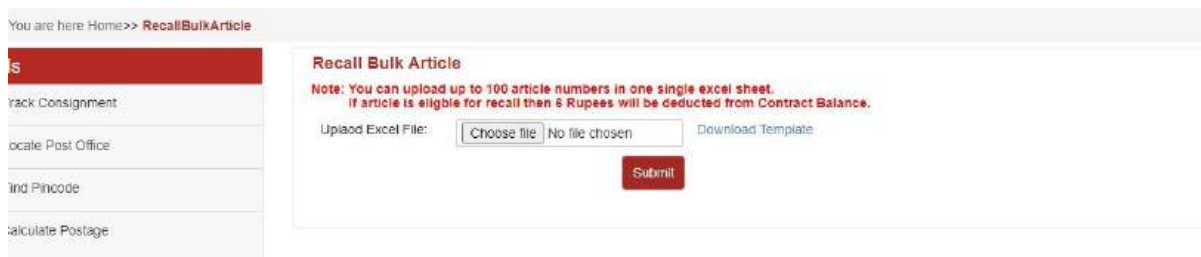 You are here Home>> RecallBulkArticle
ls
Recall Bulk Article
Note: You can upload up to 100 article numbers in one single excel sheet.
If article is eligble for recall then 6 Rupees will be deducted from Contract Balance.
rack Consignment
Uplaod Excel File:
Choose file No file chosen
Download Template
ocate Post Office
Submit
ind Pincode
alculate Postage